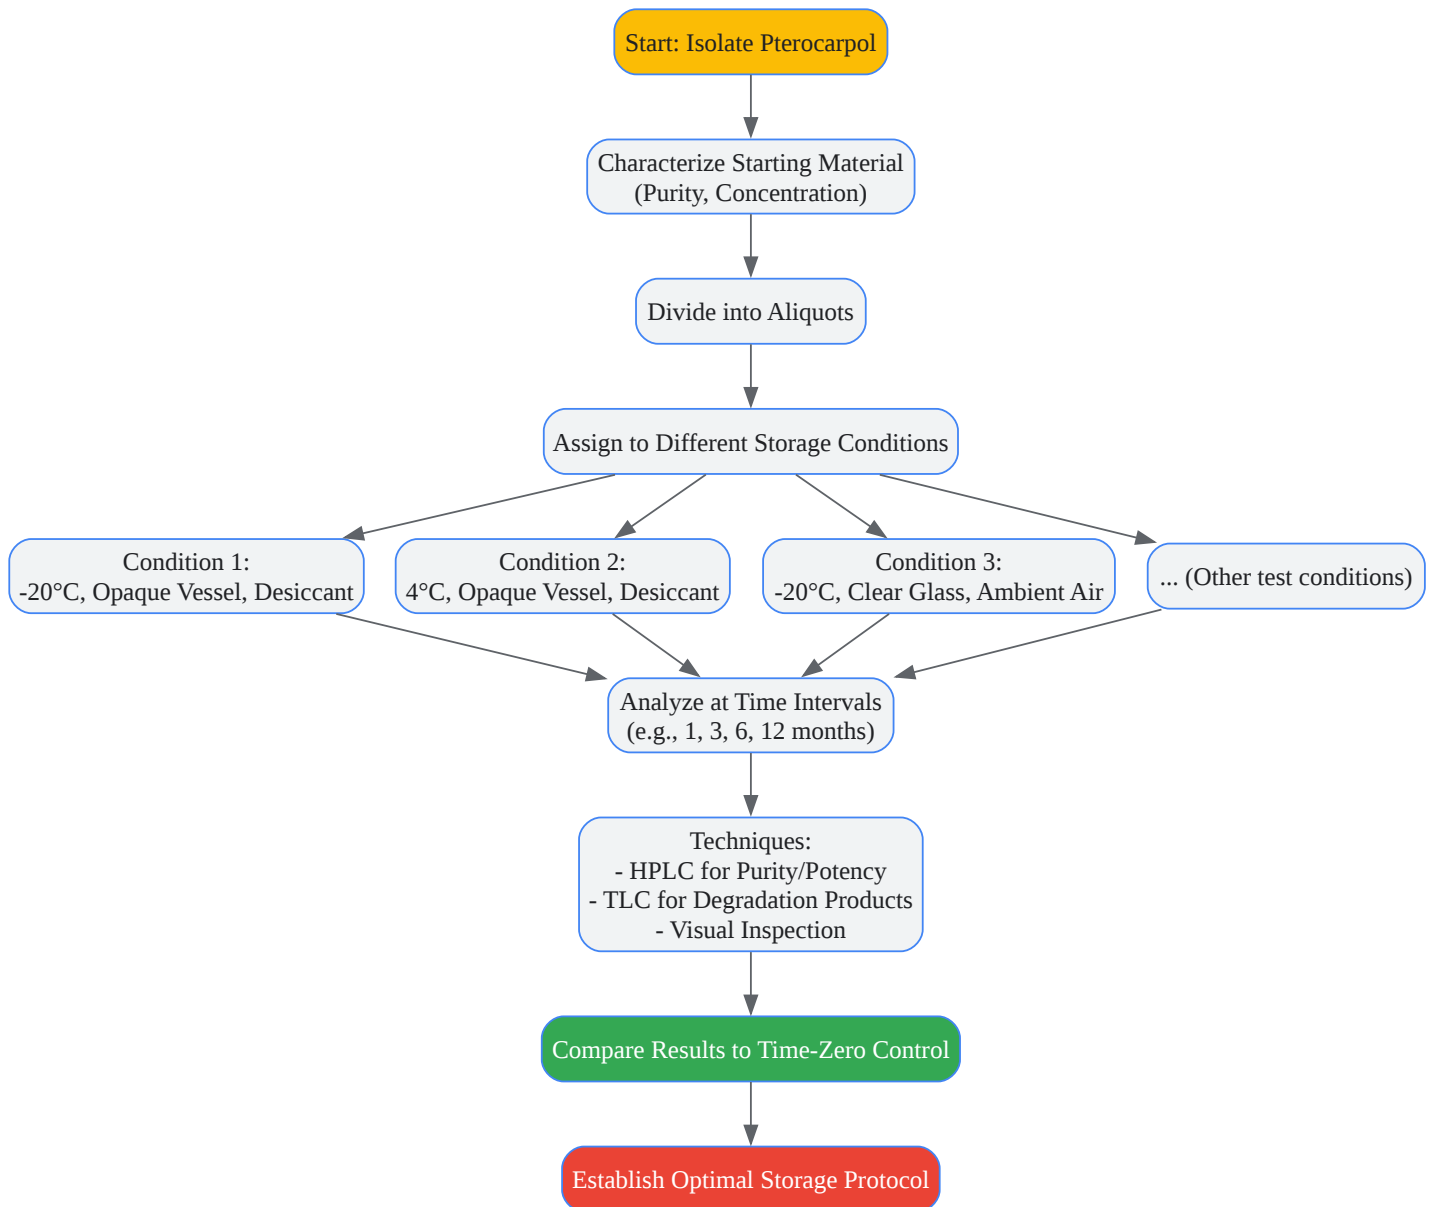 Start: Isolate Pterocarpol
Characterize Starting Material
(Purity, Concentration)
Divide into Aliquots
Assign to Different Storage Conditions
Condition 1:
-20°C, Opaque Vessel, Desiccant
Condition 2:
4°C, Opaque Vessel, Desiccant
Condition 3:
-20°C, Clear Glass, Ambient Air
... (Other test conditions)
Analyze at Time Intervals
(e.g., 1, 3, 6, 12 months)
Techniques:
- HPLC for Purity/Potency
- TLC for Degradation Products
- Visual Inspection
Compare Results to Time-Zero Control
Establish Optimal Storage Protocol